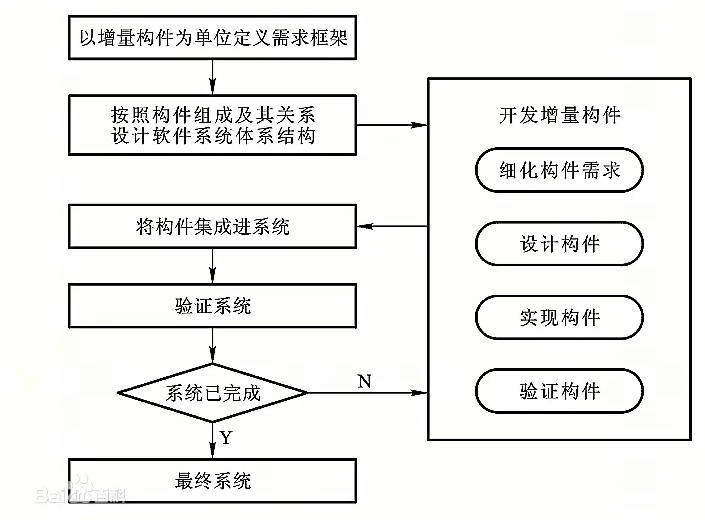 以增量构件为单位定义需求框架
按照构件组成及其关系
设计软件系统体系结构
开发增量构件
细化构件需求
设计构件
实现构件
验证构件
将构件集成进系统
验证系统
系统已完成
N
Y
最终系统
Baidu百科